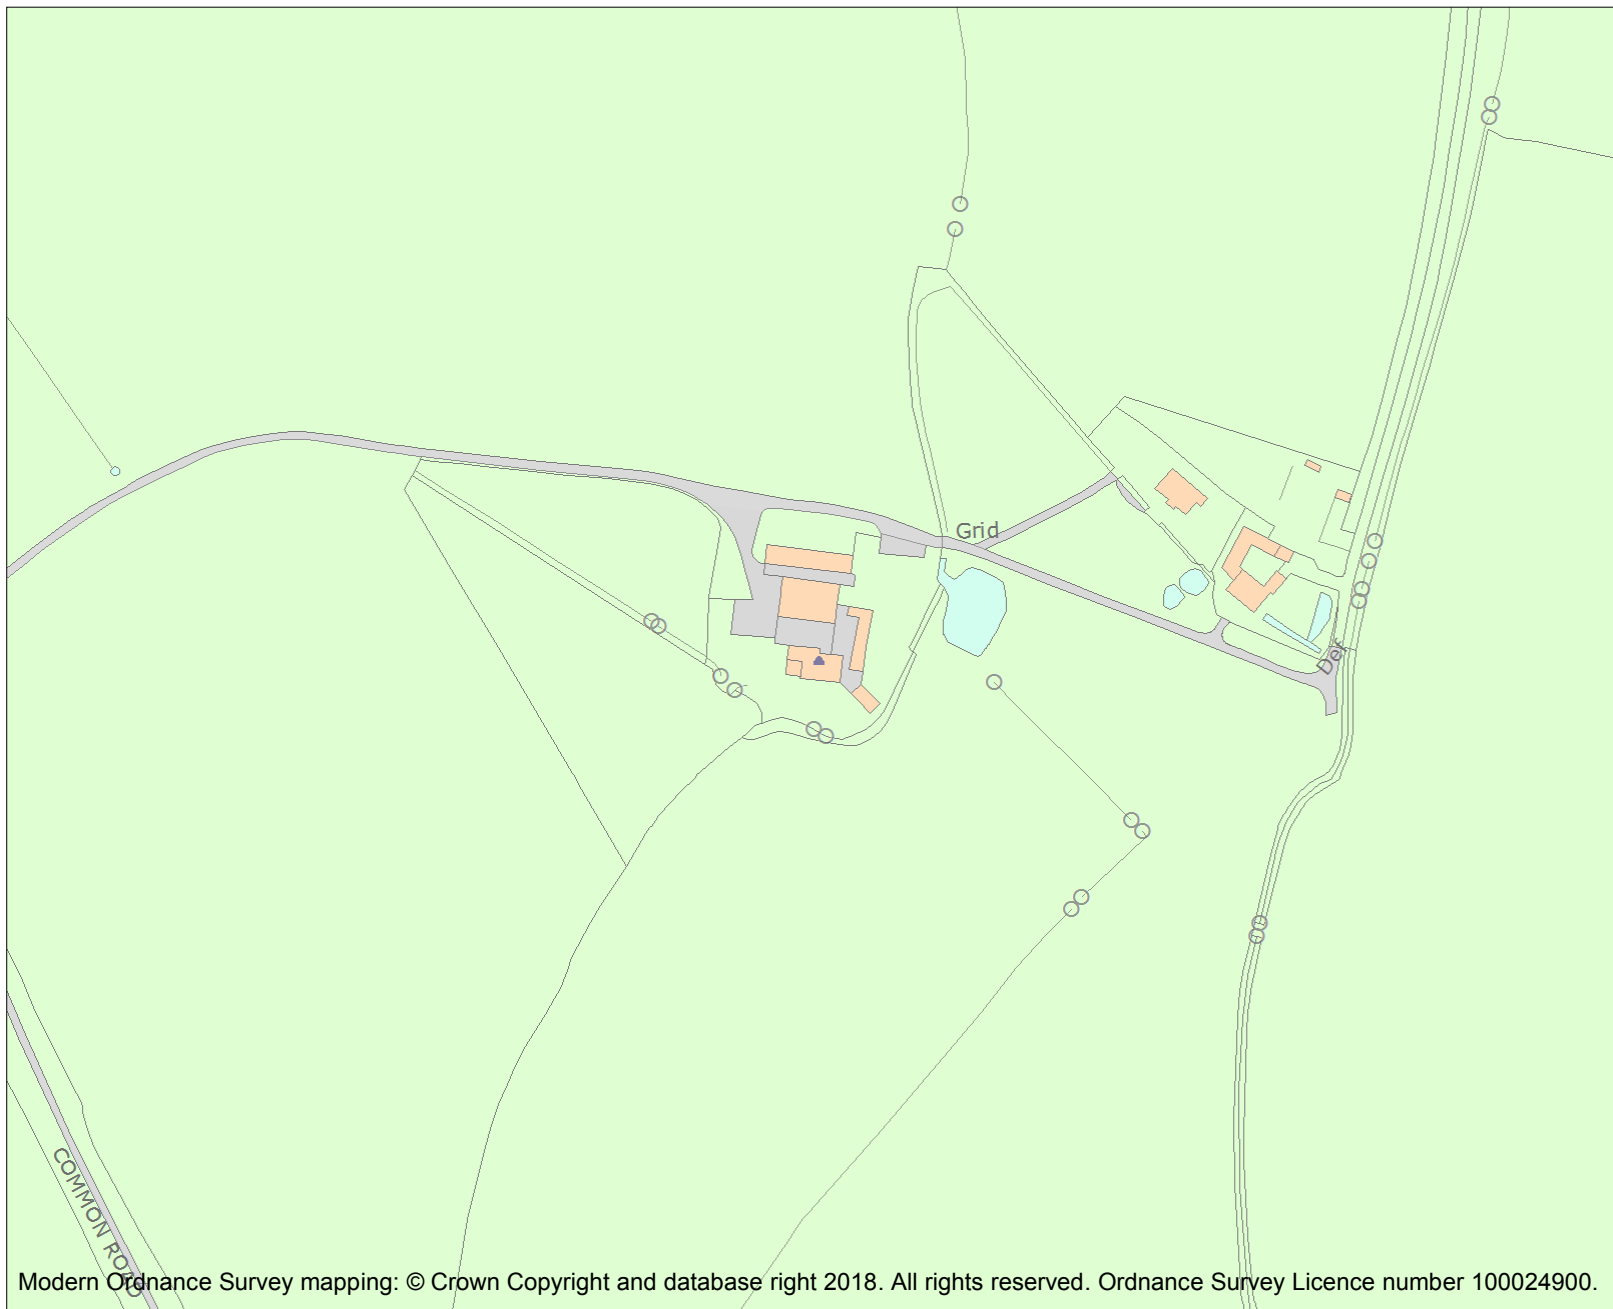 Grid
Def
COMMON ROAD
Modern Ordnance Survey mapping: © Crown Copyright and database right 2018. All rights reserved. Ordnance Survey Licence number 100024900.